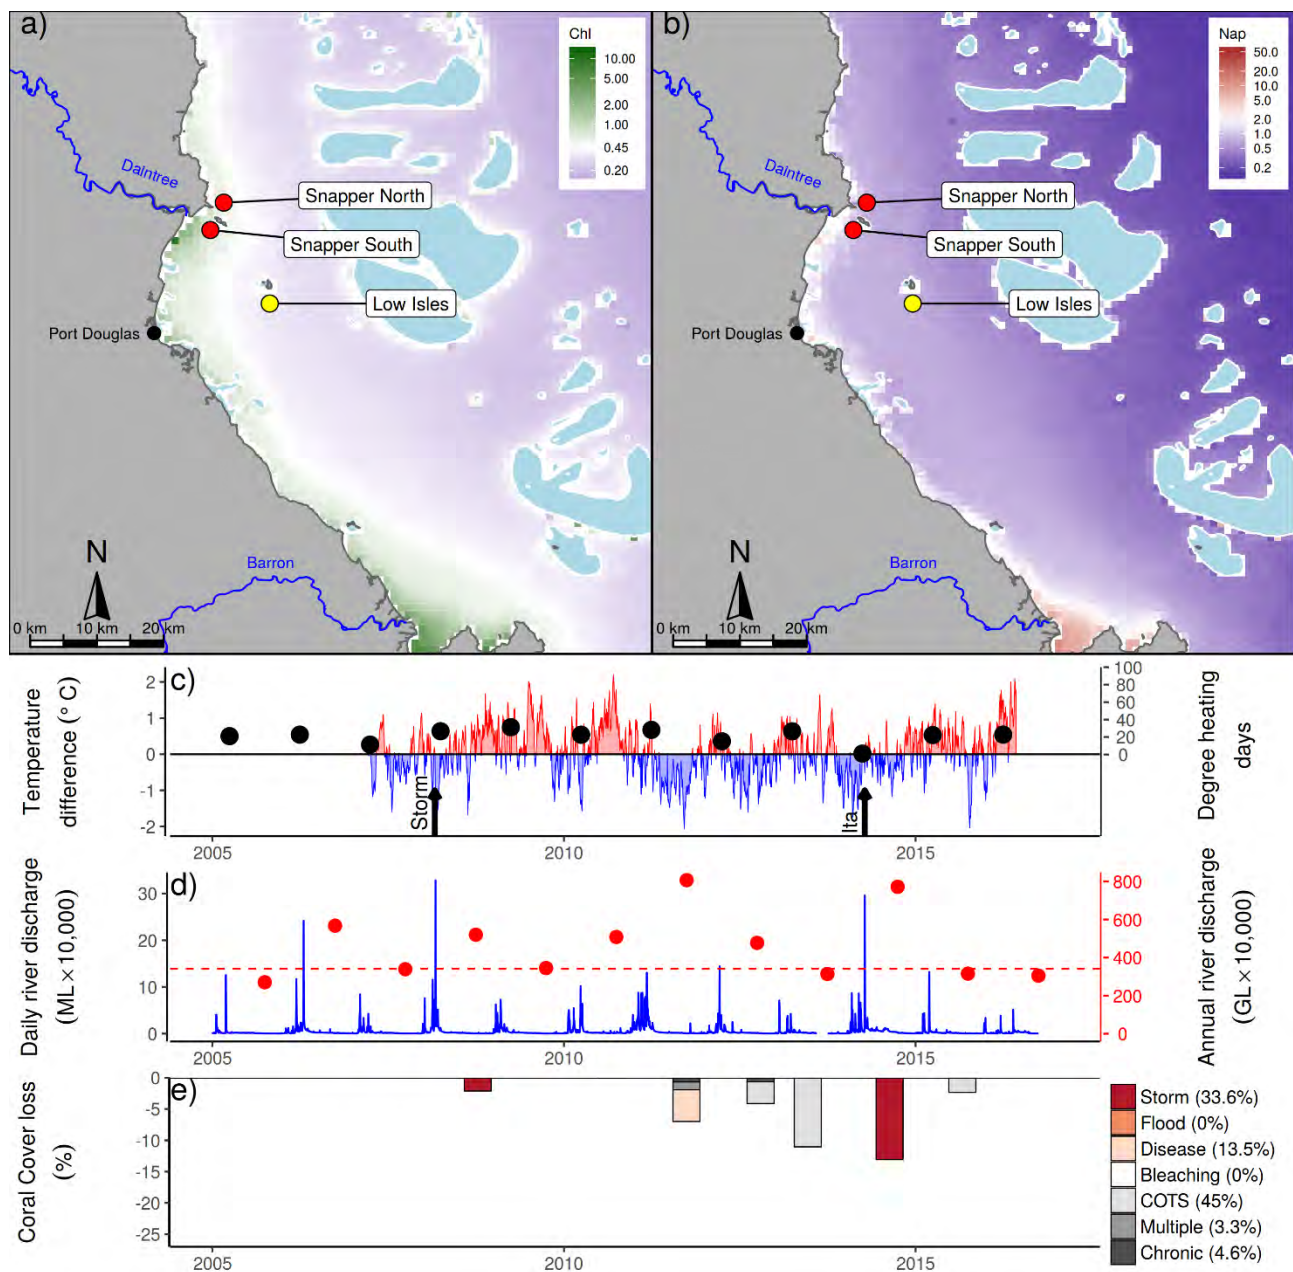 a)
Chl
10.00
5.00
2.00
1.00
0.45
0.20
Daintree
Snapper North
Snapper South
Low Isles
Port Douglas
N
Barron
0 km
10 km
20 km
b)
Nap
50.0
20.0
10.0
5.0
2.0
1.0
0.5
0.2
Daintree
Snapper North
Snapper South
Low Isles
Port Douglas
N
Barron
0 km
10 km
20 km
c)
Temperature
difference (° C)
2
1
0
-1
-2
Storm
Ita
100
80
60
40
20
0
Degree heating
days
2005
2010
2015
d)
Daily river discharge
(ML×10,000)
30
20
10
0
800
600
400
200
0
Annual river discharge
(GL×10,000)
2005
2010
2015
e)
Coral Cover loss
(%)
0
-5
-10
-15
-20
-25
2005
2010
2015
Storm (33.6%)
Flood (0%)
Disease (13.5%)
Bleaching (0%)
COTS (45%)
Multiple (3.3%)
Chronic (4.6%)